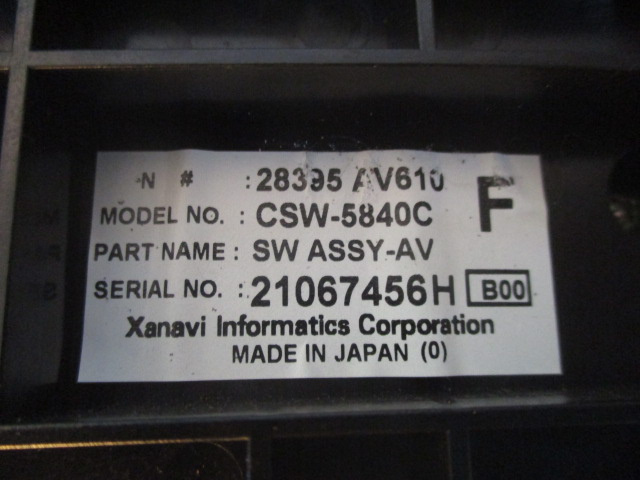 N # : 28395 AV610 F
MODEL NO. : CSW-5840C
PART NAME : SW ASSY-AV
SERIAL NO. : 21067456H B00
Xanavi Informatics Corporation
MADE IN JAPAN (0)